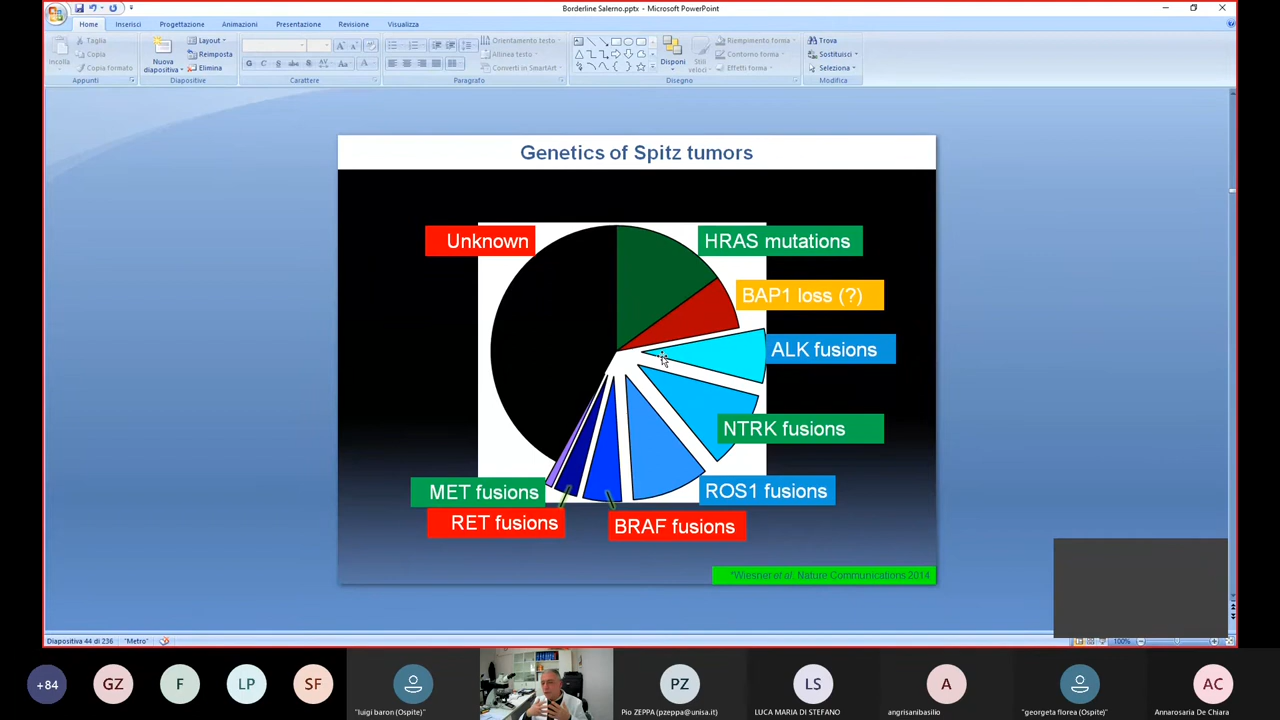 Borderline Salerno.pptx - Microsoft PowerPoint
Home Inserisci Progettazione Animazioni Presentazione Revisione Visualizza
Taglia
Copia
Copia formato
Incolla
Appunti
Nuova diapositiva
Layout
Reimposta
Elimina
Diapositive
Carattere
Orientamento testo
Allinea testo
Converti in SmartArt
Paragrafo
Disponi
Stili veloci
Riempimento forma
Contorno forma
Effetti forma
Disegno
Trova
Sostituisci
Seleziona
Modifica
Genetics of Spitz tumors
Unknown
HRAS mutations
BAP1 loss (?)
ALK fusions
NTRK fusions
ROS1 fusions
MET fusions
RET fusions
BRAF fusions
*Wiesner et al, Nature Communications 2014
Diapositiva 44 di 236 "Metro" 100%
+84 GZ F LP SF PZ LS A AC
"luigi baron (Ospite)" Pio ZEPPA (pzeppa@unisa.it) LUCA MARIA DI STEFANO angrisanibasilio "georgeta florea (Ospite)" Annarosaria De Chiara